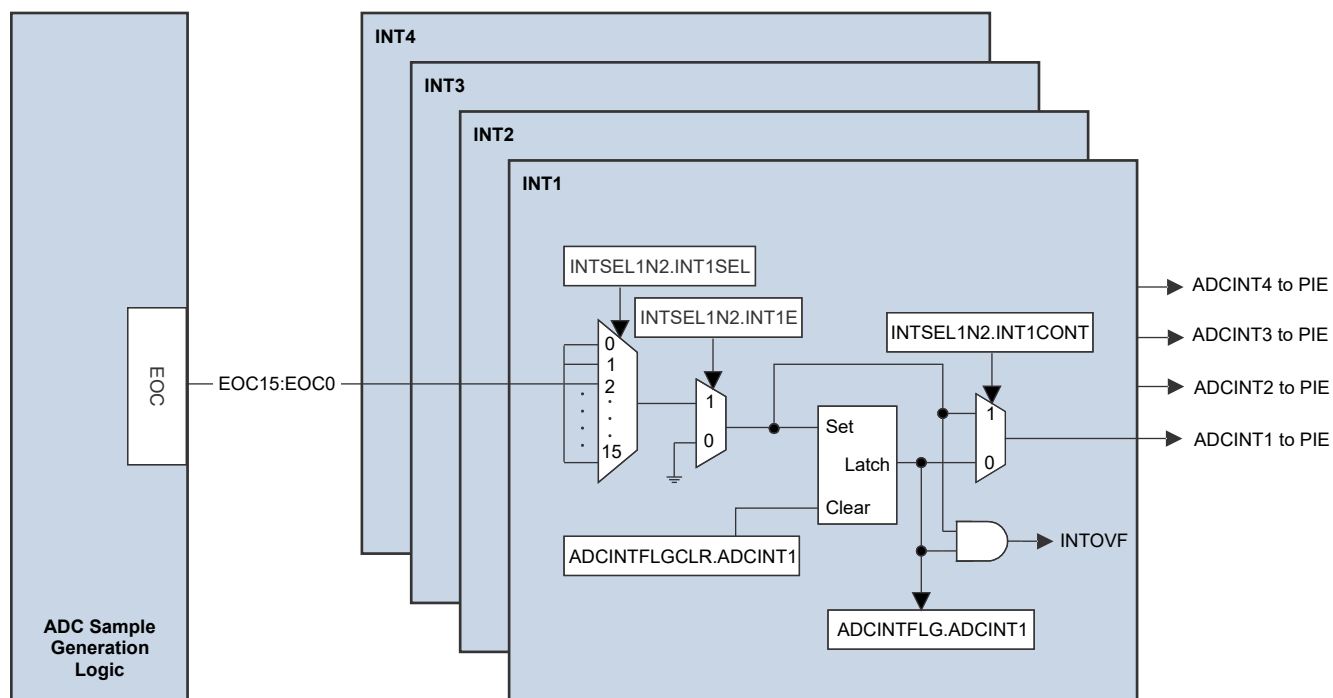 INT4
INT3
INT2
INT1
INTSEL1N2.INT1SEL
INTSEL1N2.INT1E
INTSEL1N2.INT1CONT
EOC
EOC15:EOC0
0
1
2
15
1
0
Set
Latch
Clear
1
0
ADCINT4 to PIE
ADCINT3 to PIE
ADCINT2 to PIE
ADCINT1 to PIE
ADCINTFLGCLR.ADCINT1
INTOVF
ADCINTFLG.ADCINT1
ADC Sample
Generation
Logic